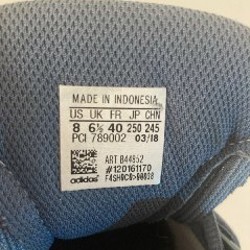 MADE IN INDONESIA
US UK FR JP CHN
8 6½ 40 250 245
PCI 789002 03/18
ART B44852
#120161170
adidas